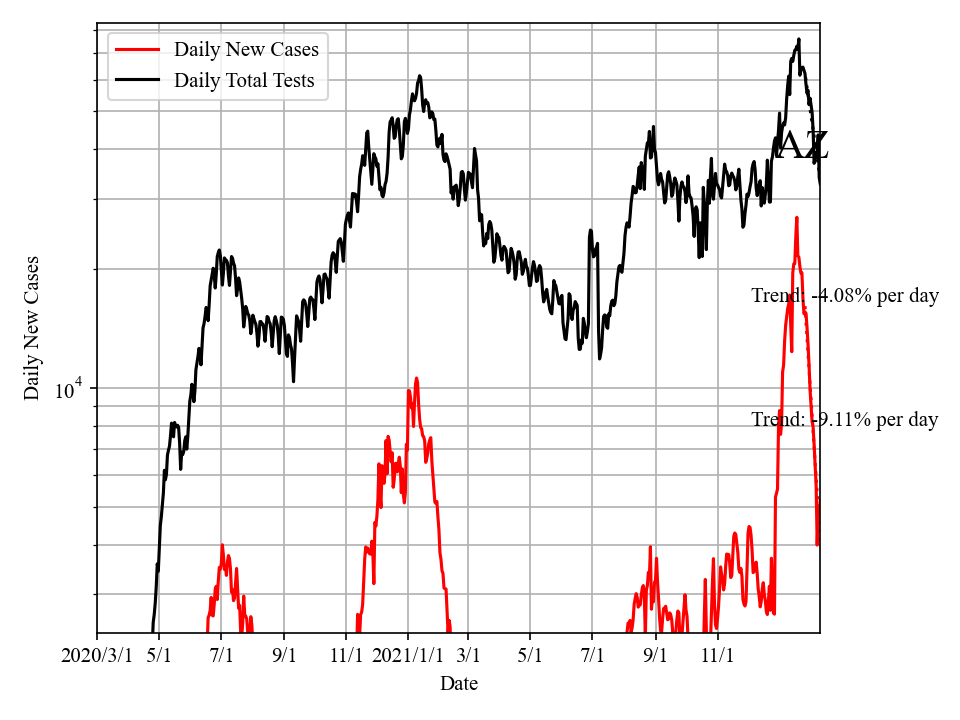 Daily New Cases
Daily Total Tests
AZ
Daily New Cases
Trend: -4.08% per day
10^4
Trend: -9.11% per day
2020/3/1 5/1 7/1 9/1 11/1 2021/1/1 3/1 5/1 7/1 9/1 11/1
Date